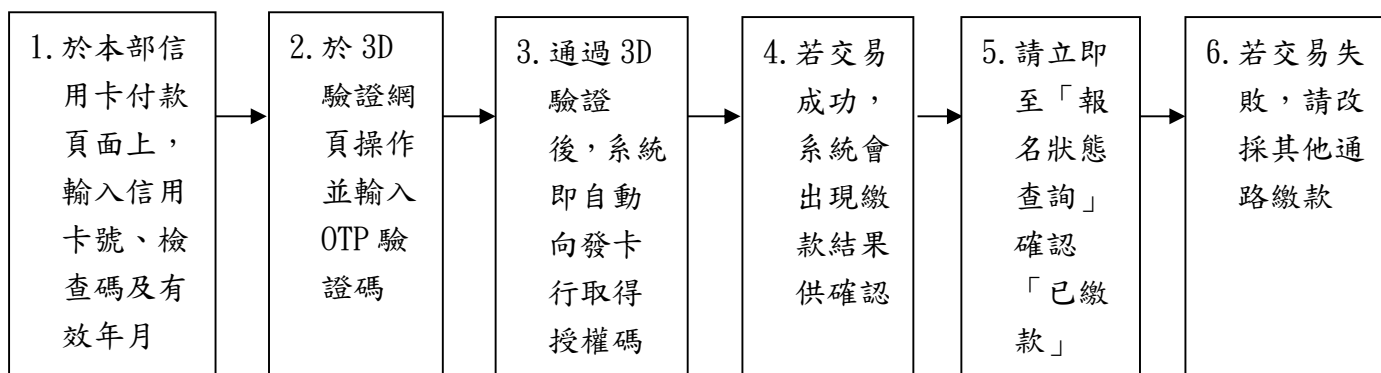 1.於本部信
用卡付款
頁面上，
輸入信用
卡號、檢
查碼及有
效年月
2.於3D
驗證網
頁操作
並輸入
OTP 驗
證碼
3.通過3D
驗證
後，系統
即自動
向發卡
行取得
授權碼
4.若交易
成功，
系統會
出現繳
款結果
供確認
5.請立即
至「報
名狀態
查詢」
確認
「已繳
款」
6.若交易失
敗，請改
採其他通
路繳款